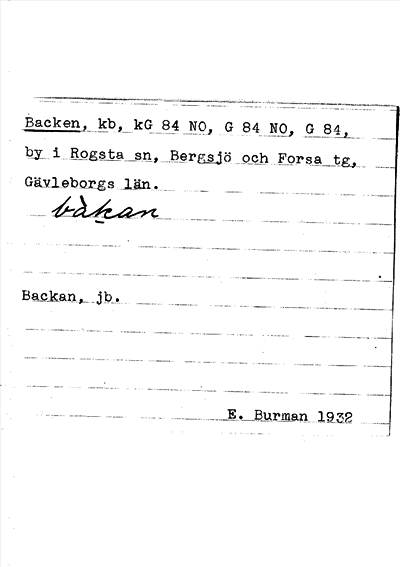 Backen, kb, kG 84 NO, G 84 NO, G 84,
by i Rogsta sn, Bergsjö och Forsa tg,
Gävleborgs län.
bàkan
Backan, jb.
E. Burman 1932